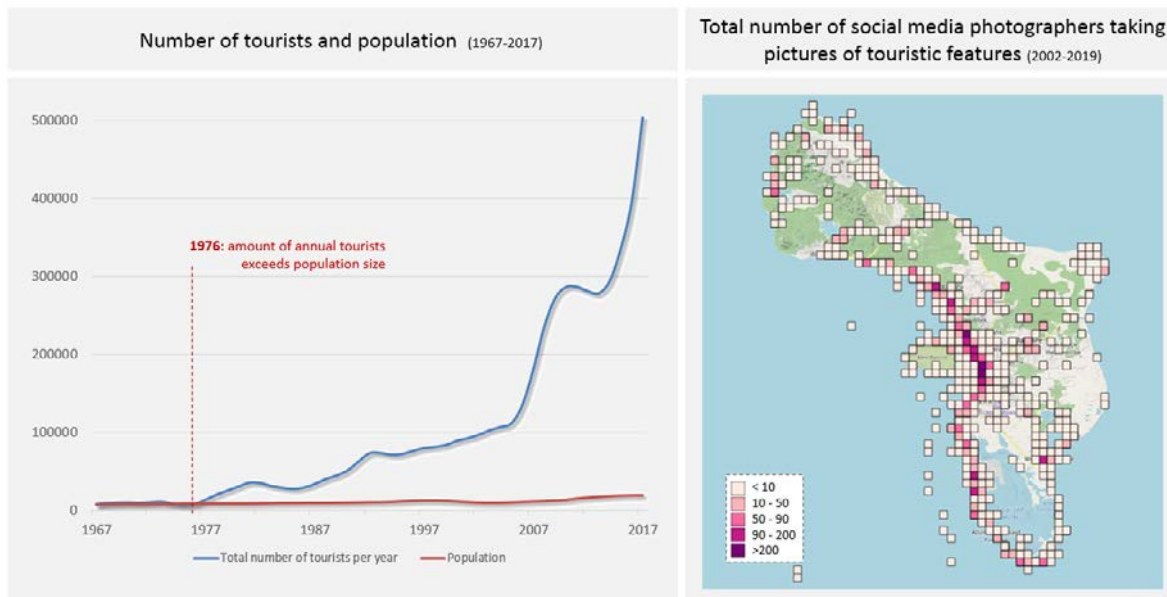 Number of tourists and population (1967-2017)
500000
400000
300000
200000
100000
0
1976: amount of annual tourists
exceeds population size
1967
1977
1987
1997
2007
2017
Total number of tourists per year
Population
Total number of social media photographers taking
pictures of touristic features (2002-2019)
< 10
10 - 50
50 - 90
90 - 200
>200